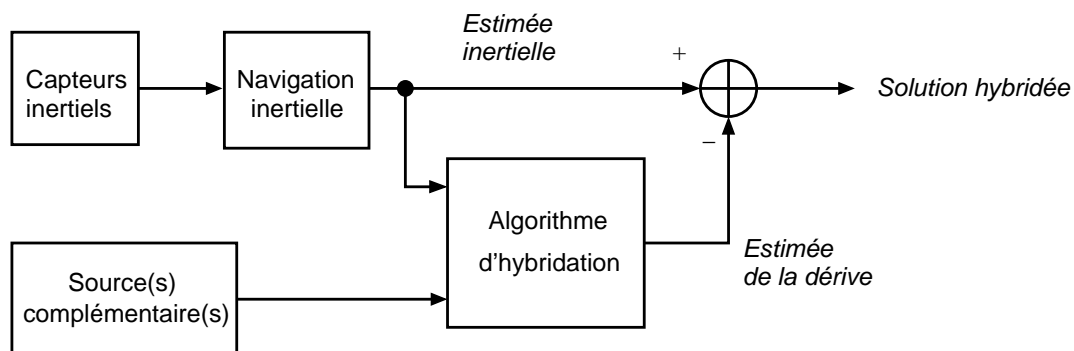 Estimée
inertielle
Capteurs
inertiels
Navigation
inertielle
+
Solution hybridée
−
Algorithme
d'hybridation
Estimée
de la dérive
Source(s)
complémentaire(s)